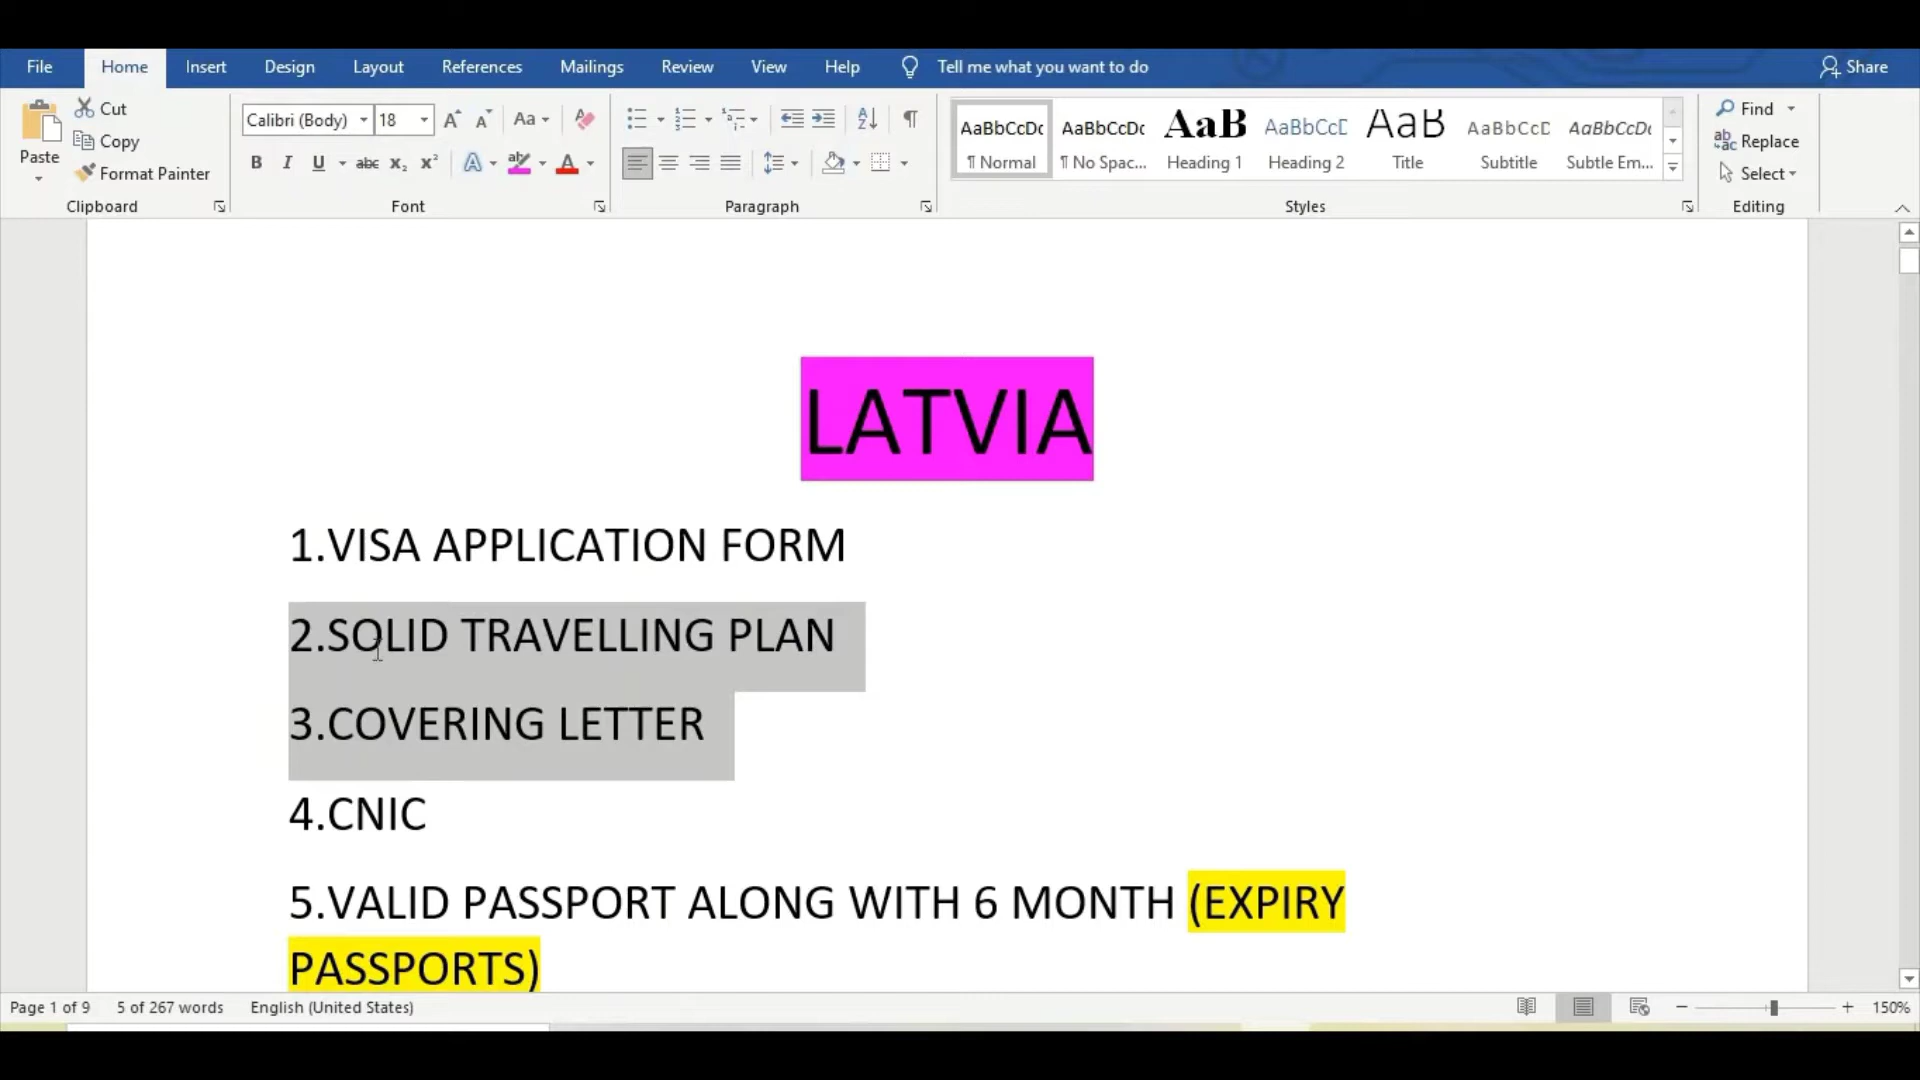 File Home Insert Design Layout References Mailings Review View Help Tell me what you want to do Share
Cut
Copy
Paste
Format Painter
Clipboard
Calibri (Body) 18
Font
Paragraph
AaBbCcDc AaBbCcDc AaB AaBbCcD AaB AaBbCcD AaBbCcDc
¶ Normal ¶ No Spac... Heading 1 Heading 2 Title Subtitle Subtle Em...
Styles
Find
Replace
Select
Editing
LATVIA
1.VISA APPLICATION FORM
2.SOLID TRAVELLING PLAN
3.COVERING LETTER
4.CNIC
5.VALID PASSPORT ALONG WITH 6 MONTH (EXPIRY
PASSPORTS)
Page 1 of 9 5 of 267 words English (United States) 150%